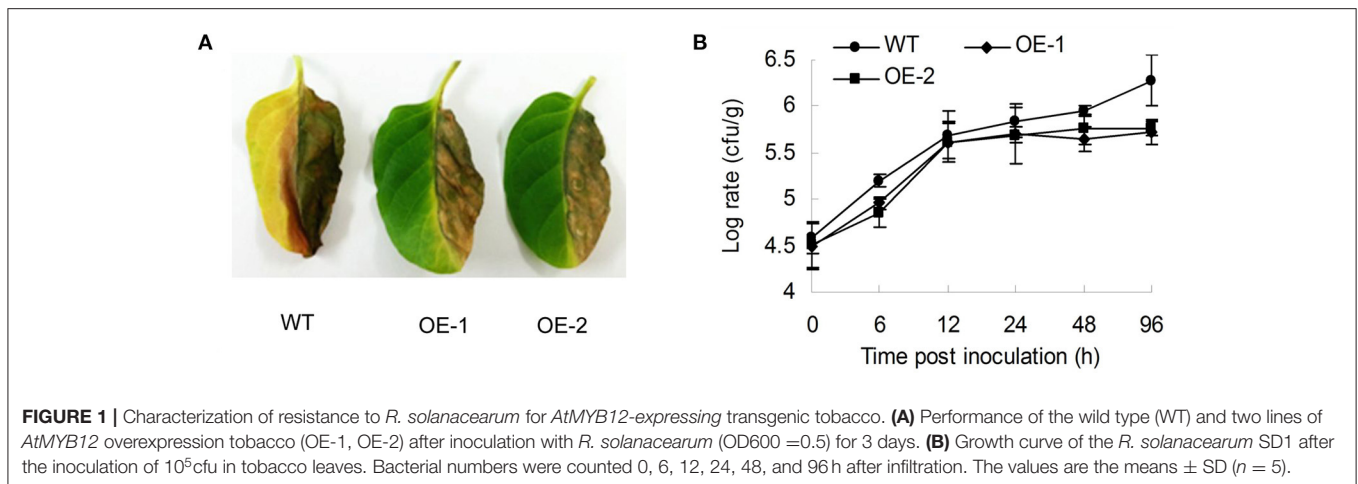 A
WT
OE-1
OE-2
B
WT
OE-1
OE-2
6.5
6
5.5
5
4.5
4
Log rate (cfu/g)
0 6 12 24 48 96
Time post inoculation (h)
FIGURE 1 | Characterization of resistance to R. solanacearum for AtMYB12-expressing transgenic tobacco. (A) Performance of the wild type (WT) and two lines of
AtMYB12 overexpression tobacco (OE-1, OE-2) after inoculation with R. solanacearum (OD600 =0.5) for 3 days. (B) Growth curve of the R. solanacearum SD1 after
the inoculation of 10⁵cfu in tobacco leaves. Bacterial numbers were counted 0, 6, 12, 24, 48, and 96 h after infiltration. The values are the means ± SD (n = 5).